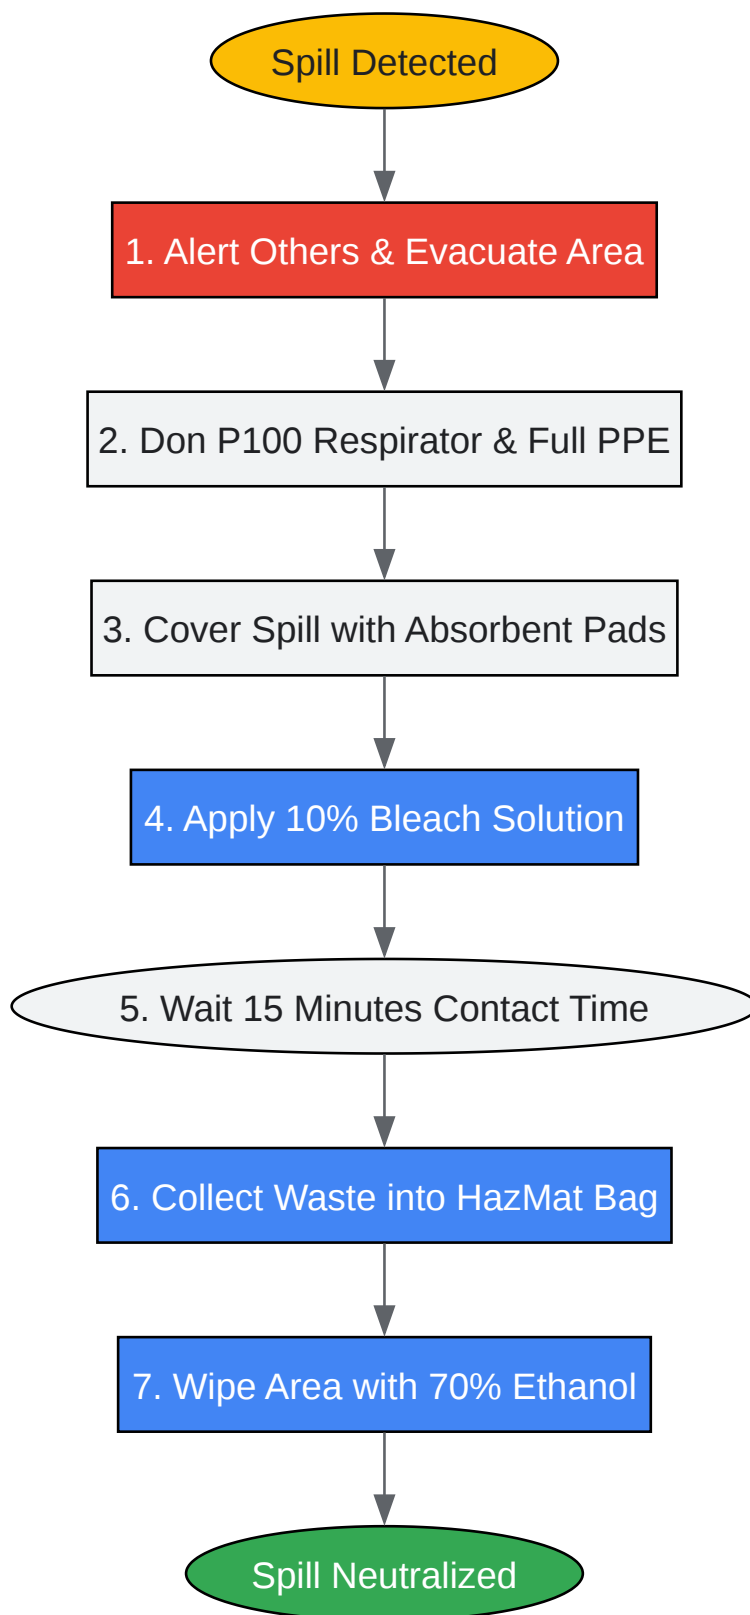 Spill Detected
1. Alert Others & Evacuate Area
2. Don P100 Respirator & Full PPE
3. Cover Spill with Absorbent Pads
4. Apply 10% Bleach Solution
5. Wait 15 Minutes Contact Time
6. Collect Waste into HazMat Bag
7. Wipe Area with 70% Ethanol
Spill Neutralized